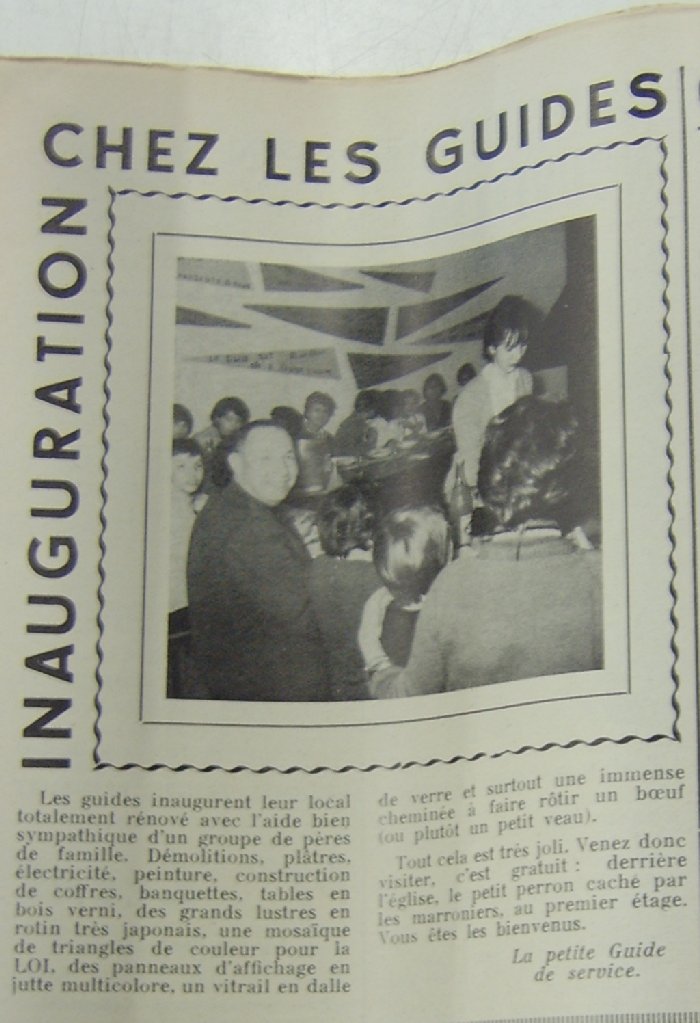 CHEZ LES GUIDES
INAUGURATION
Les guides inaugurent leur local
totalement rénové avec l'aide bien
sympathique d'un groupe de pères
de famille. Démolitions, plâtres,
électricité, peinture, construction
de coffres, banquettes, tables en
bois verni, des grands lustres en
rotin très japonais, une mosaïque
de triangles de couleur pour la
LOI, des panneaux d'affichage en
jutte multicolore, un vitrail en dalle
de verre et surtout une immense
cheminée à faire rôtir un bœuf
(ou plutôt un petit veau).
Tout cela est très joli. Venez donc
visiter, c'est gratuit : derrière
l'église, le petit perron caché par
les marroniers, au premier étage.
Vous êtes les bienvenus.
La petite Guide
de service.